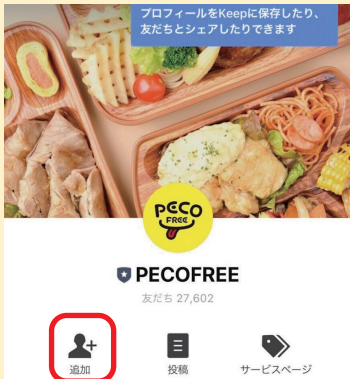 プロフィールをKeepに保存したり、
友だちとシェアしたりできます
PECO
FREE
PECOFREE
友だち 27,602
追加
投稿
サービスページ